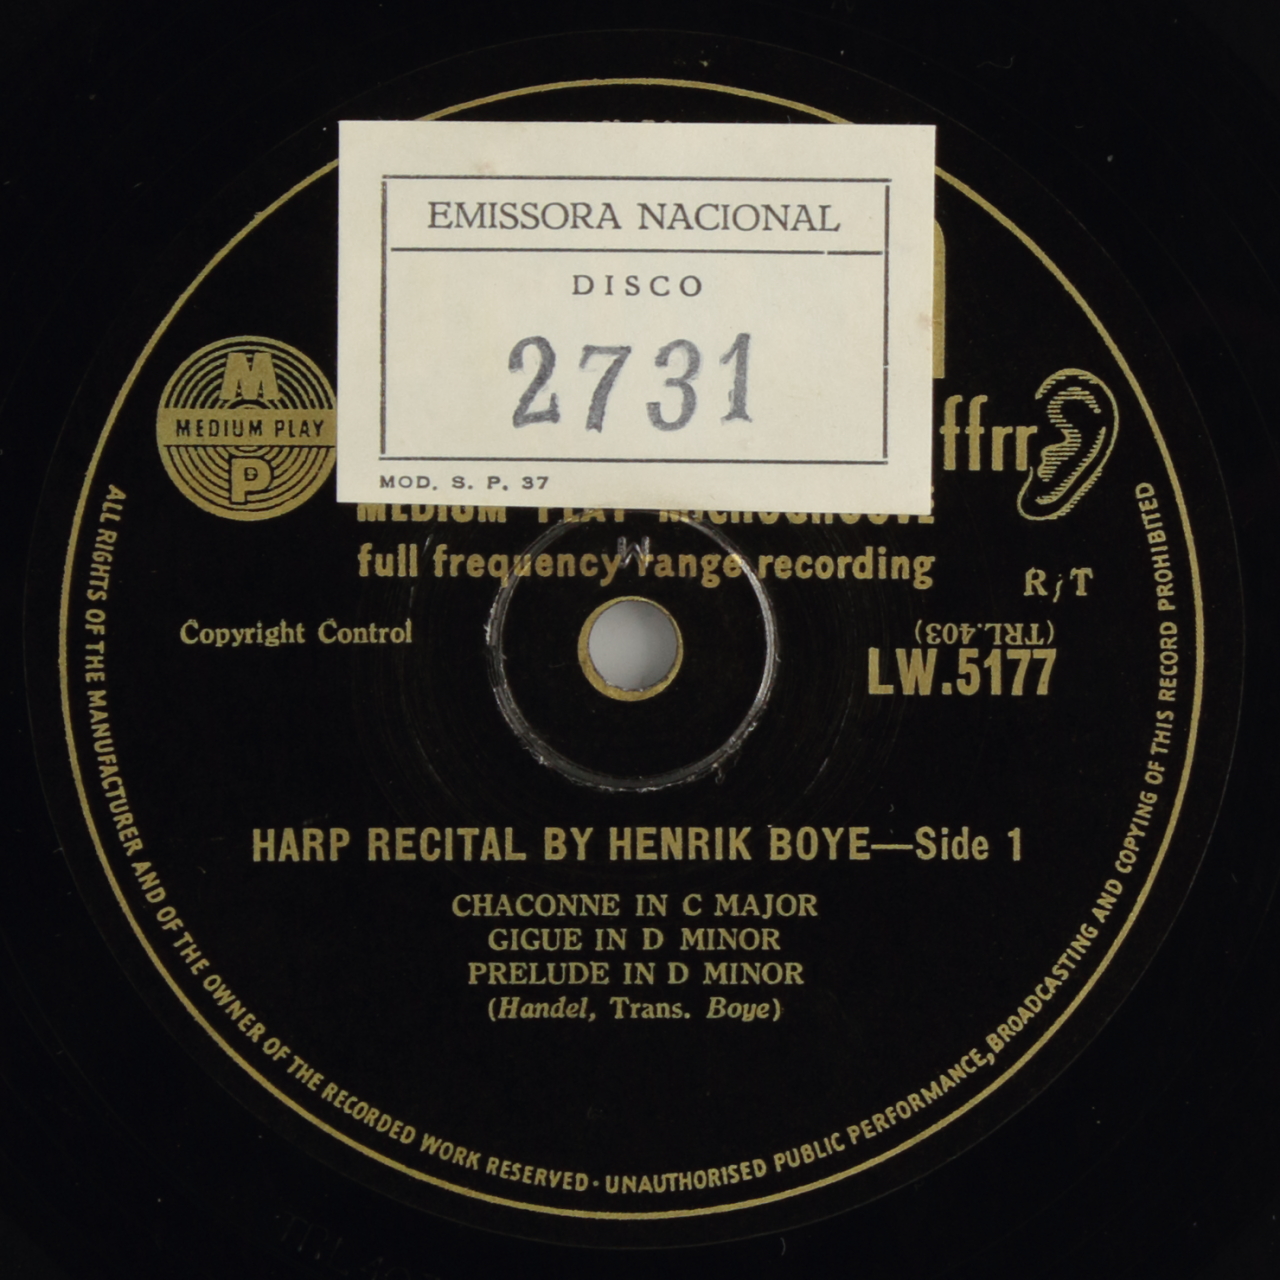 EMISSORA NACIONAL
DISCO
2731
MOD. S. P. 37
M
MEDIUM PLAY
P
ffrr
MEDIUM PLAY MICROGROOVE
full frequency range recording
R/T
Copyright Control
(TRL.403)
LW.5177
HARP RECITAL BY HENRIK BOYE—Side 1
CHACONNE IN C MAJOR
GIGUE IN D MINOR
PRELUDE IN D MINOR
(Handel, Trans. Boye)
ALL RIGHTS OF THE MANUFACTURER AND OF THE OWNER OF THE RECORDED WORK RESERVED · UNAUTHORISED PUBLIC PERFORMANCE, BROADCASTING AND COPYING OF THIS RECORD PROHIBITED